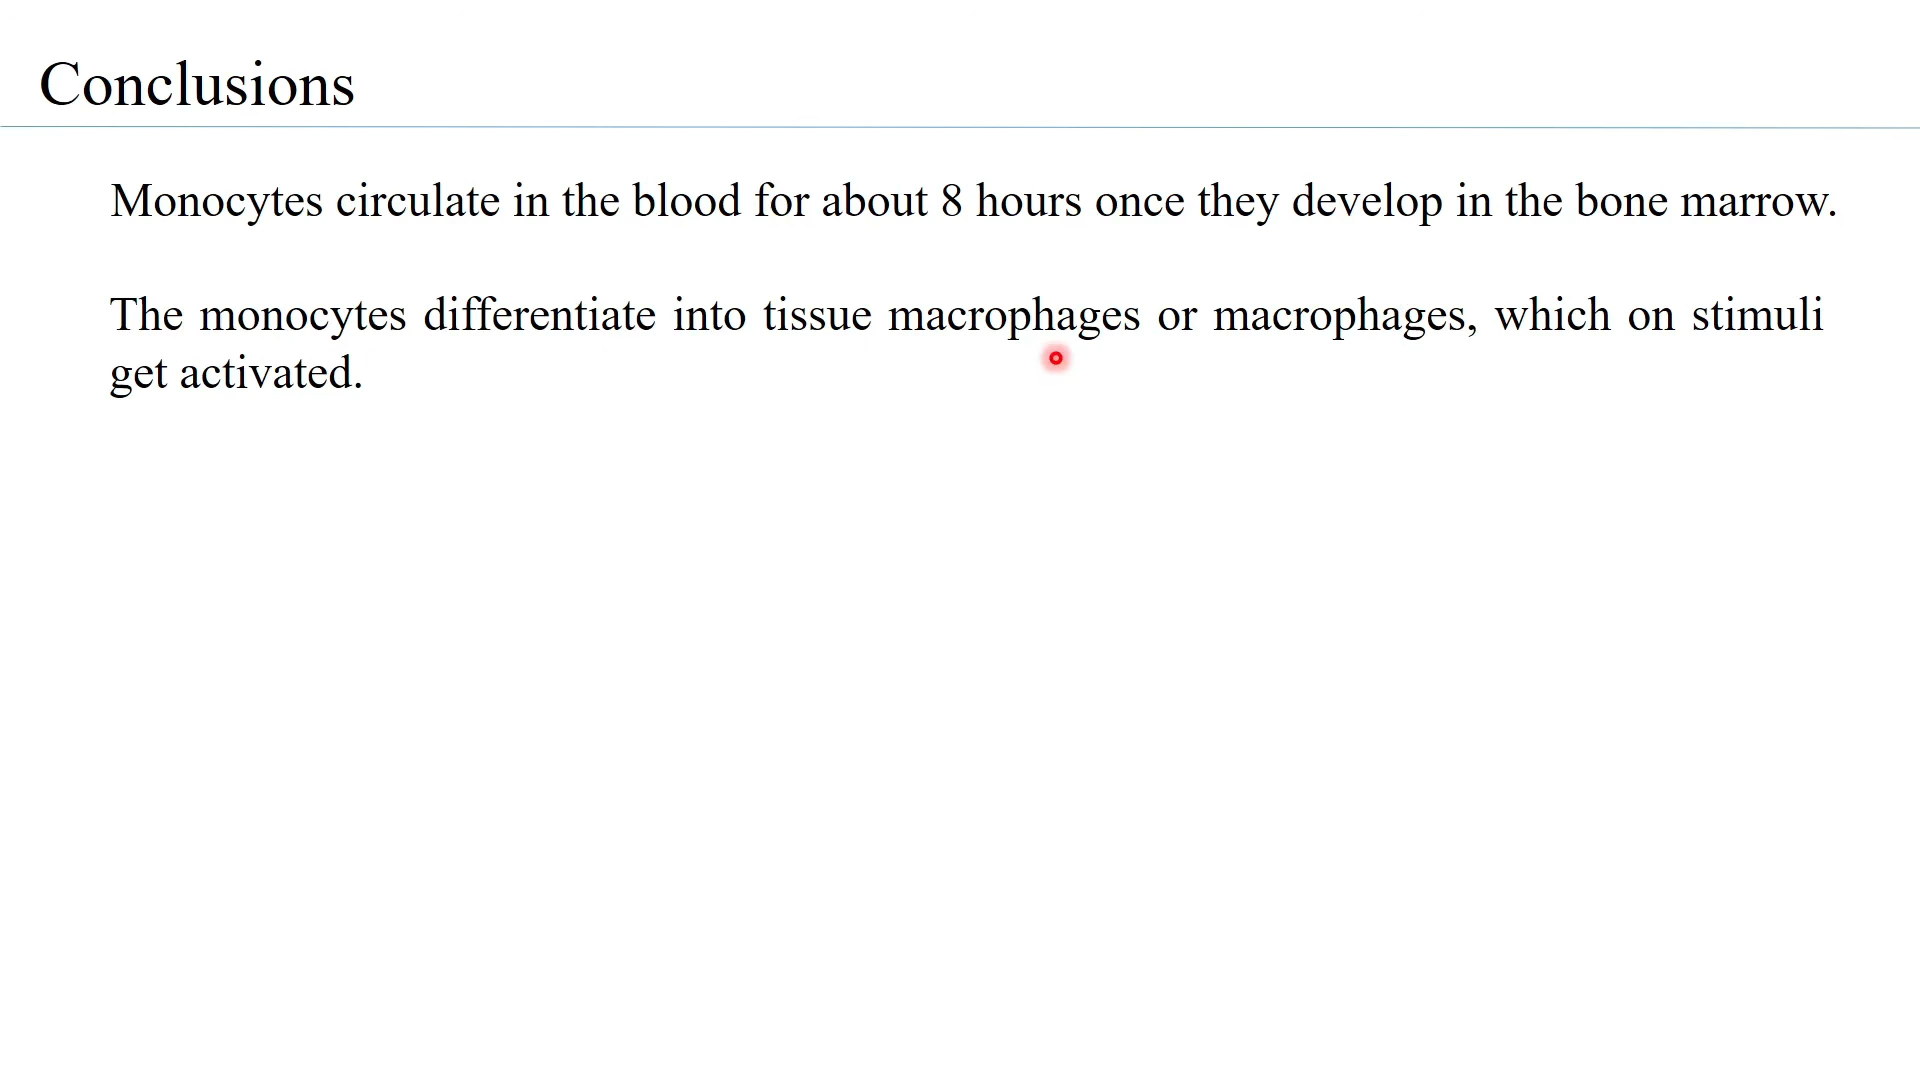 Conclusions
Monocytes circulate in the blood for about 8 hours once they develop in the bone marrow.
The monocytes differentiate into tissue macrophages or macrophages, which on stimuli
get activated.